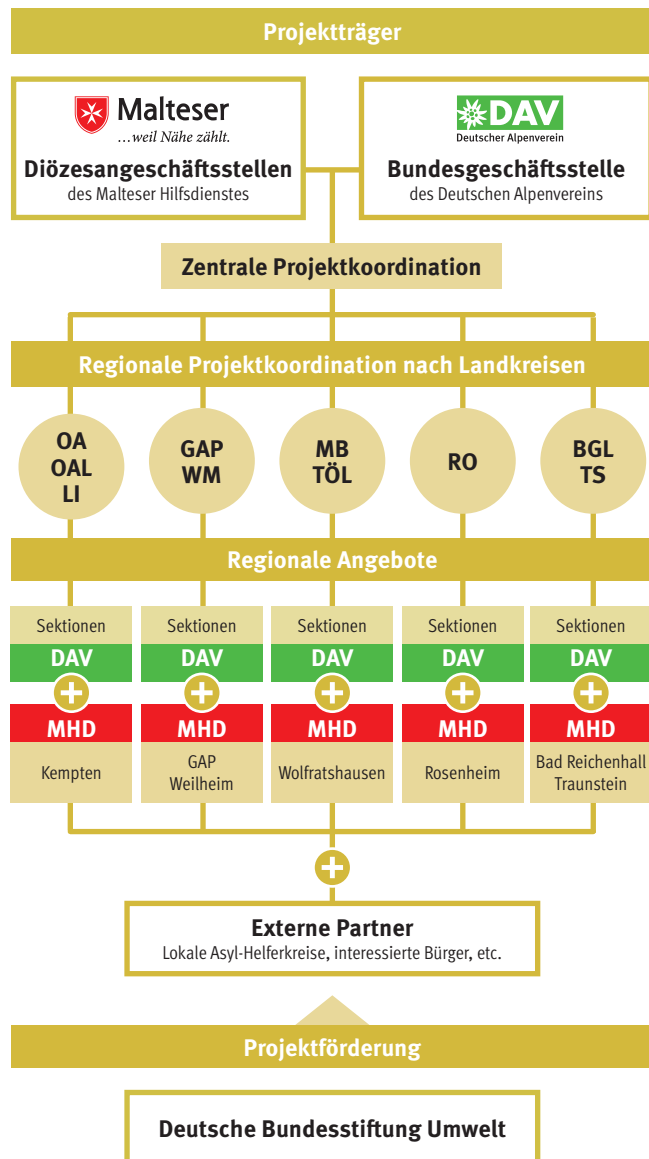 Projektträger
Malteser
...weil Nähe zählt.
Diözesangeschäftsstellen
des Malteser Hilfsdienstes
DAV
Deutscher Alpenverein
Bundesgeschäftsstelle
des Deutschen Alpenvereins
Zentrale Projektkoordination
Regionale Projektkoordination nach Landkreisen
OA
OAL
LI
GAP
WM
MB
TÖL
RO
BGL
TS
Regionale Angebote
Sektionen
DAV
+
MHD
Kempten
Sektionen
DAV
+
MHD
GAP
Weilheim
Sektionen
DAV
+
MHD
Wolfratshausen
Sektionen
DAV
+
MHD
Rosenheim
Sektionen
DAV
+
MHD
Bad Reichenhall
Traunstein
+
Externe Partner
Lokale Asyl-Helferkreise, interessierte Bürger, etc.
Projektförderung
Deutsche Bundesstiftung Umwelt